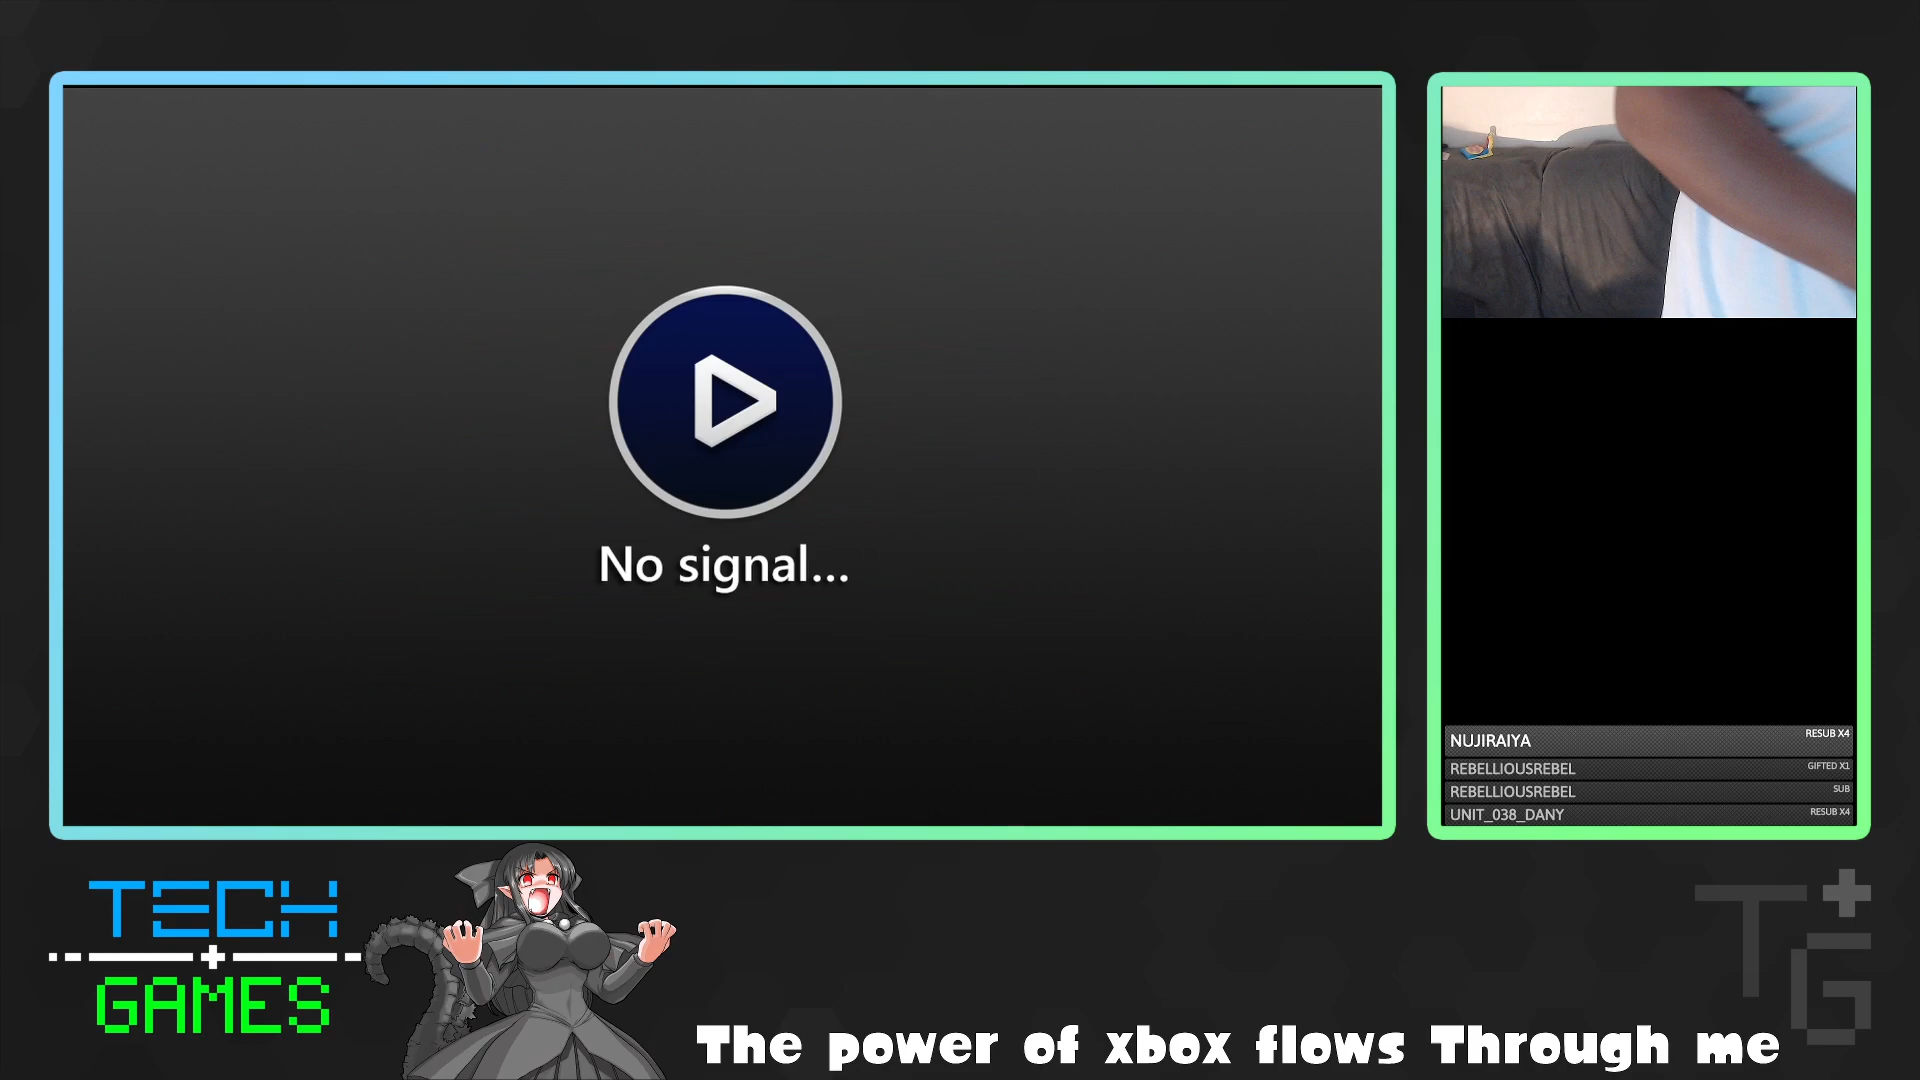 No signal...
NUJIRAIYA RESUB X4
REBELLIOUSREBEL GIFTED X1
REBELLIOUSREBEL SUB
UNIT_038_DANY RESUB X4
TECH
GAMES
T+G
The power of xbox flows Through me